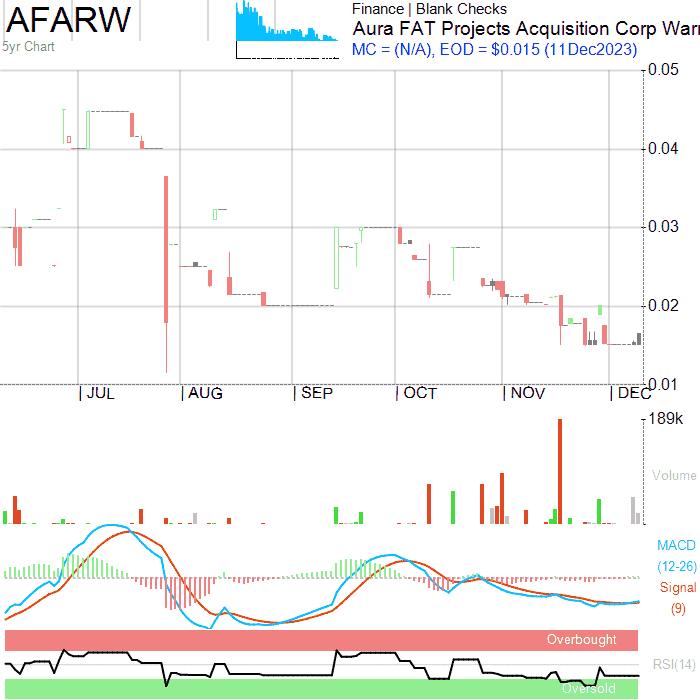 AFARW
5yr Chart
Finance | Blank Checks
Aura FAT Projects Acquisition Corp Warr
MC = (N/A), EOD = $0.015 (11Dec2023)
0.05
0.04
0.03
0.02
0.01
JUL AUG SEP OCT NOV DEC
189k
Volume
MACD
(12-26)
Signal
(9)
Overbought
RSI(14)
Oversold